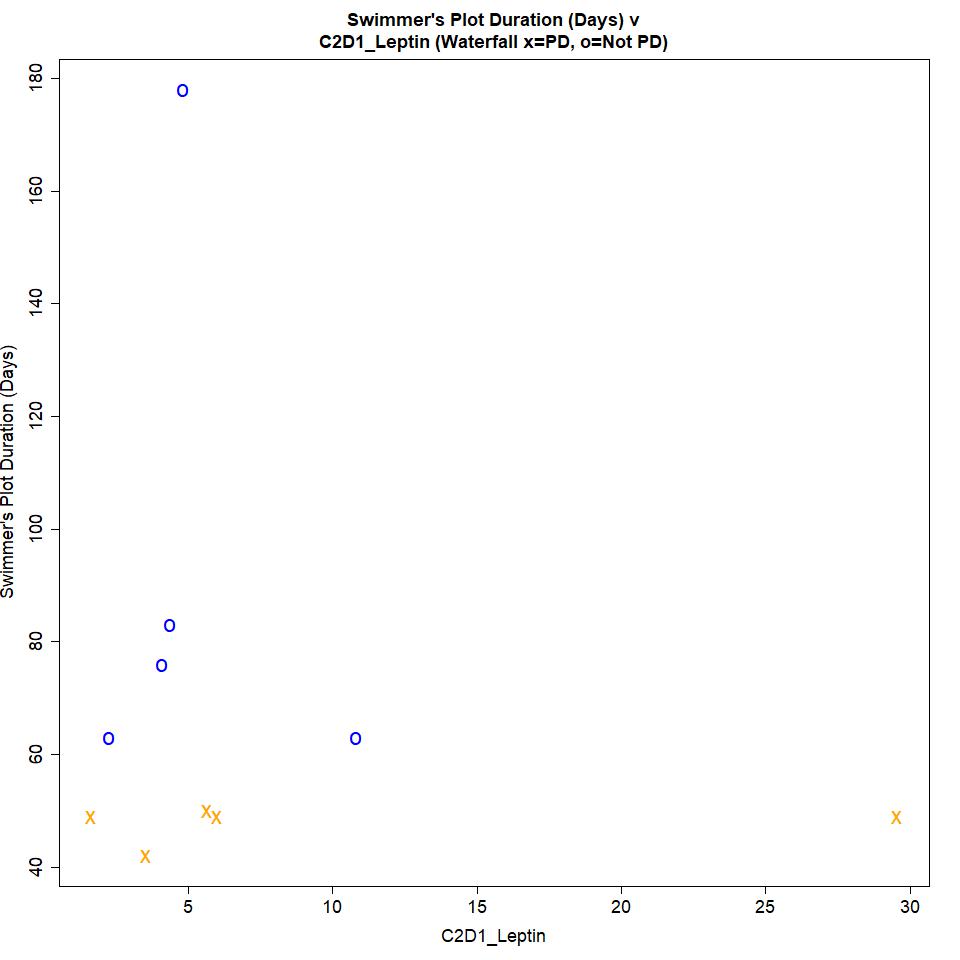 Swimmer's Plot Duration (Days) v
C2D1_Leptin (Waterfall x=PD, o=Not PD)
Swimmer's Plot Duration (Days)
180
160
140
120
100
80
60
40
O
O
O
O
O
X
X
X
X
X
5
10
15
20
25
30
C2D1_Leptin